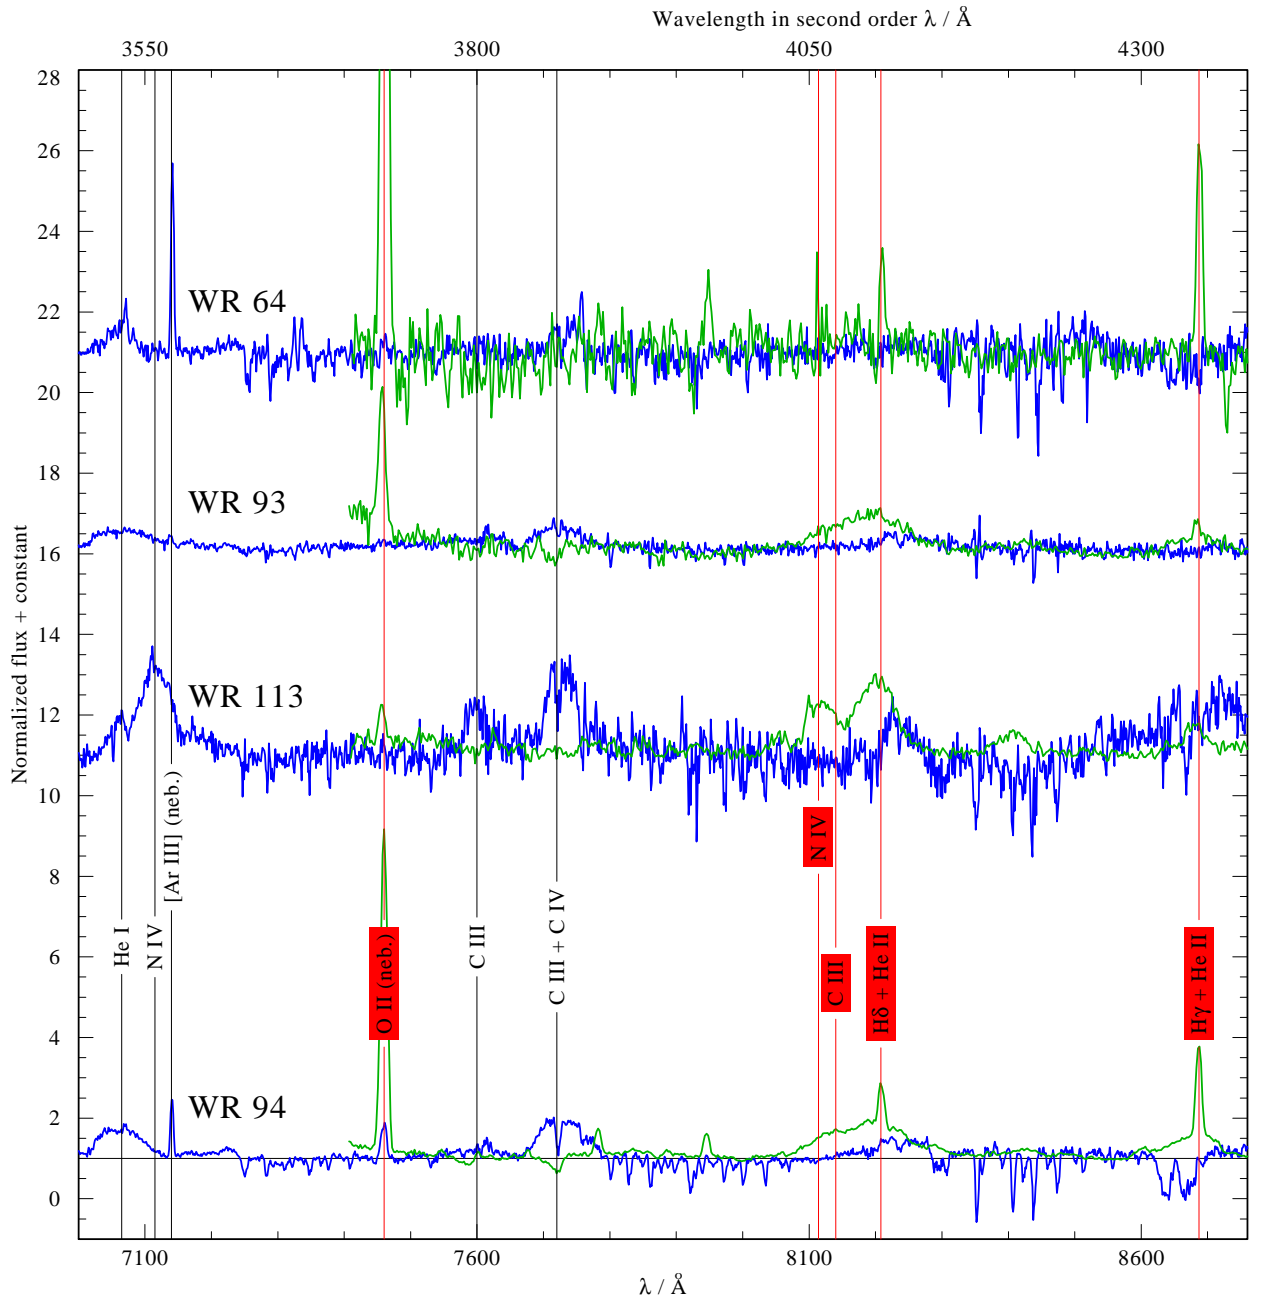 Wavelength in second order λ / Å
3550 3800 4050 4300
28
26
24
22
20
18
16
14
12
10
8
6
4
2
0
Normalized flux + constant
WR 64
WR 93
WR 113
WR 94
He I
N IV
[Ar III] (neb.)
O II (neb.)
C III
C III + C IV
N IV
C III
Hδ + He II
Hγ + He II
7100 7600 8100 8600
λ / Å